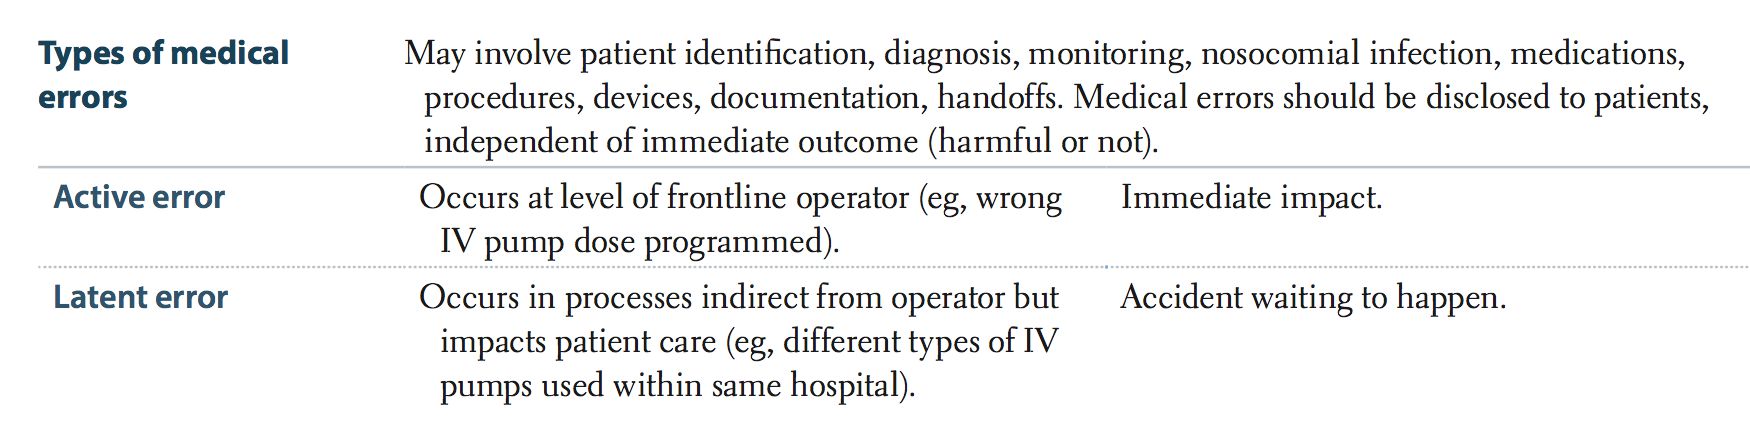 Types of medical errors
May involve patient identification, diagnosis, monitoring, nosocomial infection, medications,
procedures, devices, documentation, handoffs. Medical errors should be disclosed to patients,
independent of immediate outcome (harmful or not).
Active error
Occurs at level of frontline operator (eg, wrong
IV pump dose programmed).
Immediate impact.
Latent error
Occurs in processes indirect from operator but
impacts patient care (eg, different types of IV
pumps used within same hospital).
Accident waiting to happen.